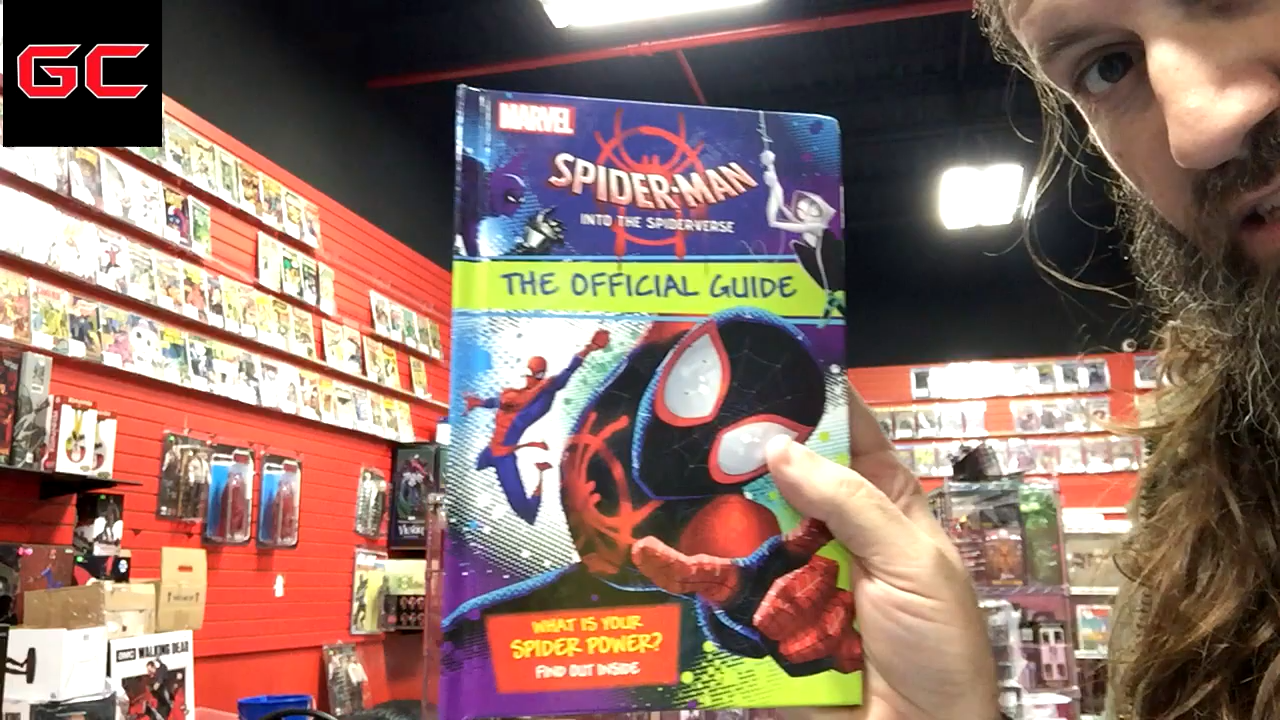 GC
MARVEL
SPIDER-MAN
INTO THE SPIDERVERSE
THE OFFICIAL GUIDE
WHAT IS YOUR
SPIDER POWER?
FIND OUT INSIDE
WALKING DEAD